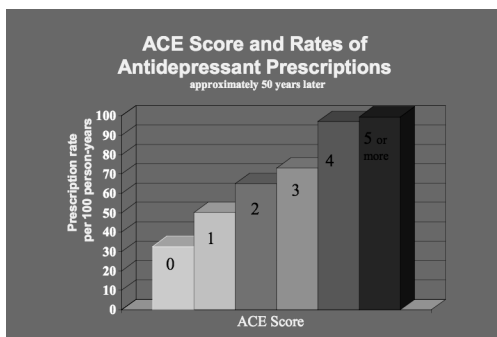 ACE Score and Rates of
Antidepressant Prescriptions
approximately 50 years later
Prescription rate
per 100 person-years
100
90
80
70
60
50
40
30
20
10
0
0
1
2
3
4
5 or
more
ACE Score